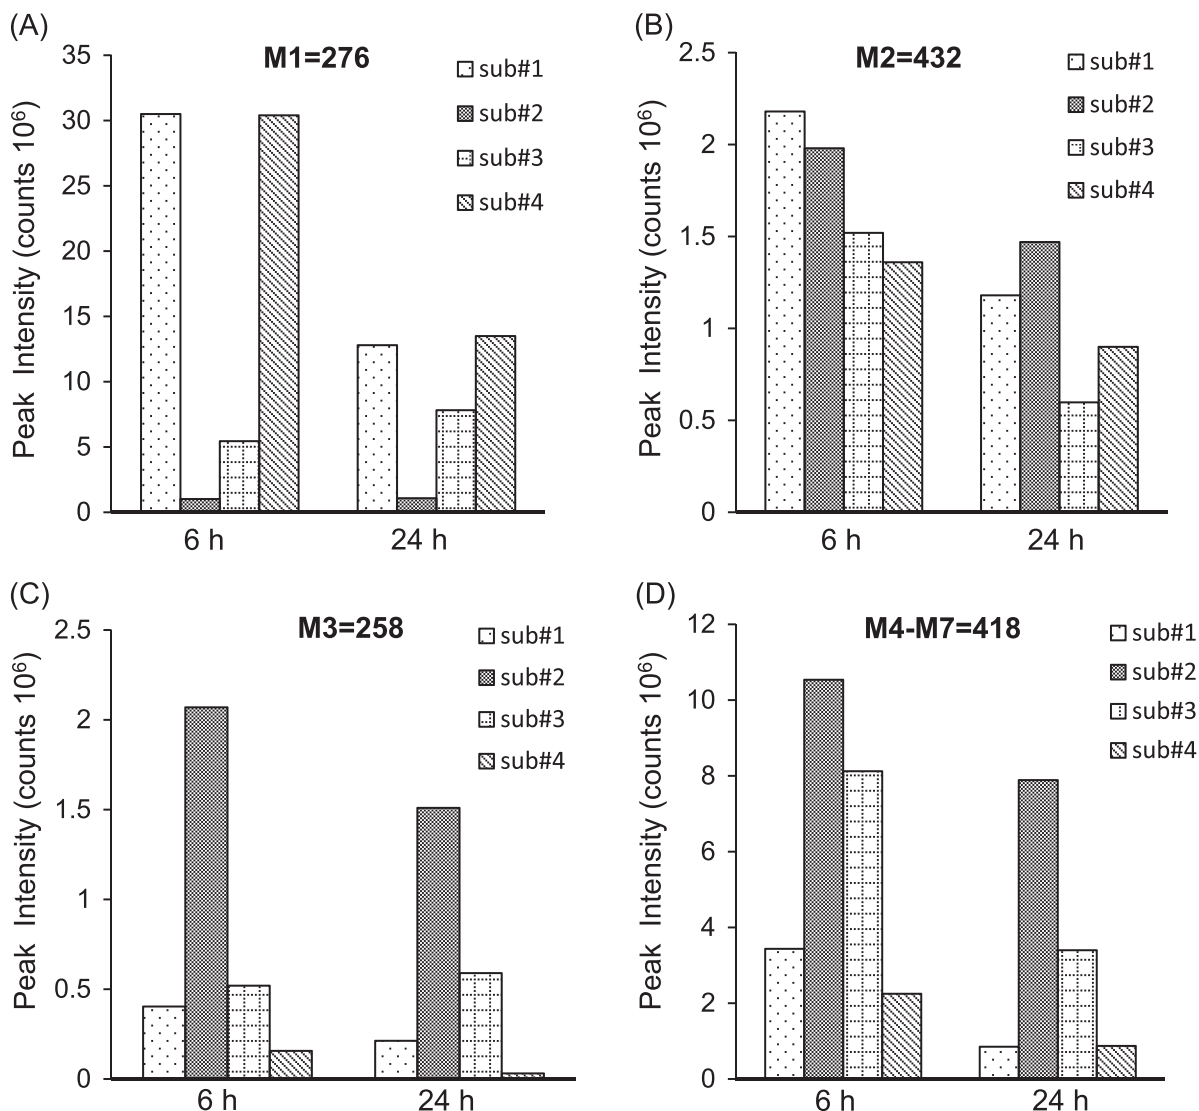 (A)
M1=276
Peak Intensity (counts 10⁶)
35
30
25
20
15
10
5
0
6 h
24 h
sub#1
sub#2
sub#3
sub#4
(B)
M2=432
Peak Intensity (counts 10⁶)
2.5
2
1.5
1
0.5
0
6 h
24 h
sub#1
sub#2
sub#3
sub#4
(C)
M3=258
Peak Intensity (counts 10⁶)
2.5
2
1.5
1
0.5
0
6 h
24 h
sub#1
sub#2
sub#3
sub#4
(D)
M4-M7=418
Peak Intensity (counts 10⁶)
12
10
8
6
4
2
0
6 h
24 h
sub#1
sub#2
sub#3
sub#4